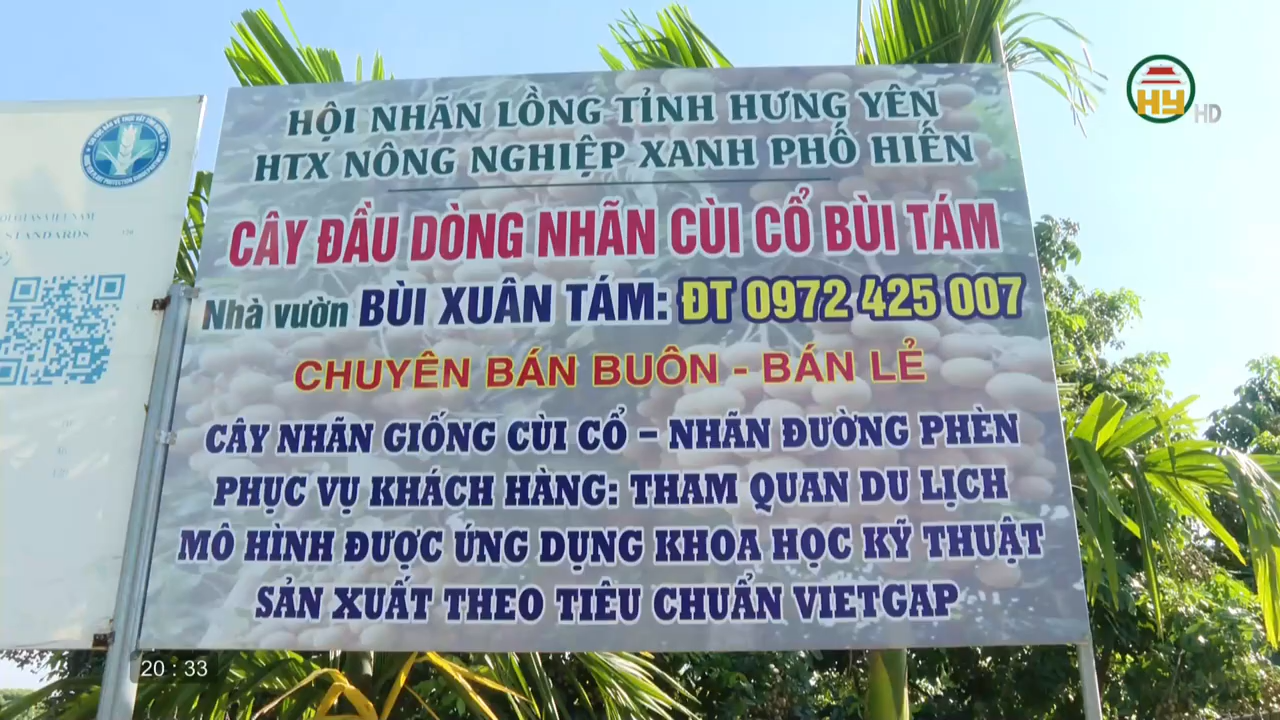 HỘI NHÃN LỒNG TỈNH HƯNG YÊN
HTX NÔNG NGHIỆP XANH PHỐ HIẾN
CÂY ĐẦU DÒNG NHÃN CÙI CỔ BÙI TÁM
Nhà vườn BÙI XUÂN TÁM: ĐT 0972 425 007
CHUYÊN BÁN BUÔN - BÁN LẺ
CÂY NHÃN GIỐNG CÙI CỔ – NHÃN ĐƯỜNG PHÈN
PHỤC VỤ KHÁCH HÀNG: THAM QUAN DU LỊCH
MÔ HÌNH ĐƯỢC ỨNG DỤNG KHOA HỌC KỸ THUẬT
SẢN XUẤT THEO TIÊU CHUẨN VIETGAP
STANDARDS
HY HD
20 : 33